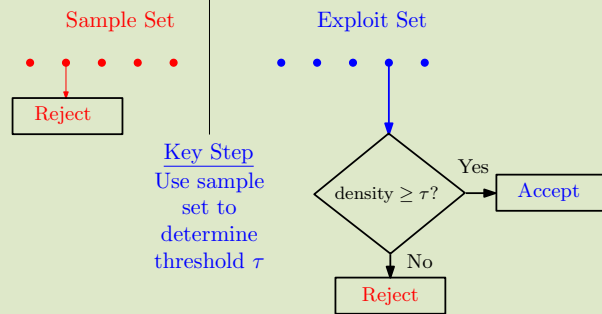 Sample Set
Exploit Set
Reject
Key Step
Use sample
set to
determine
threshold τ
density ≥ τ?
Yes
Accept
No
Reject